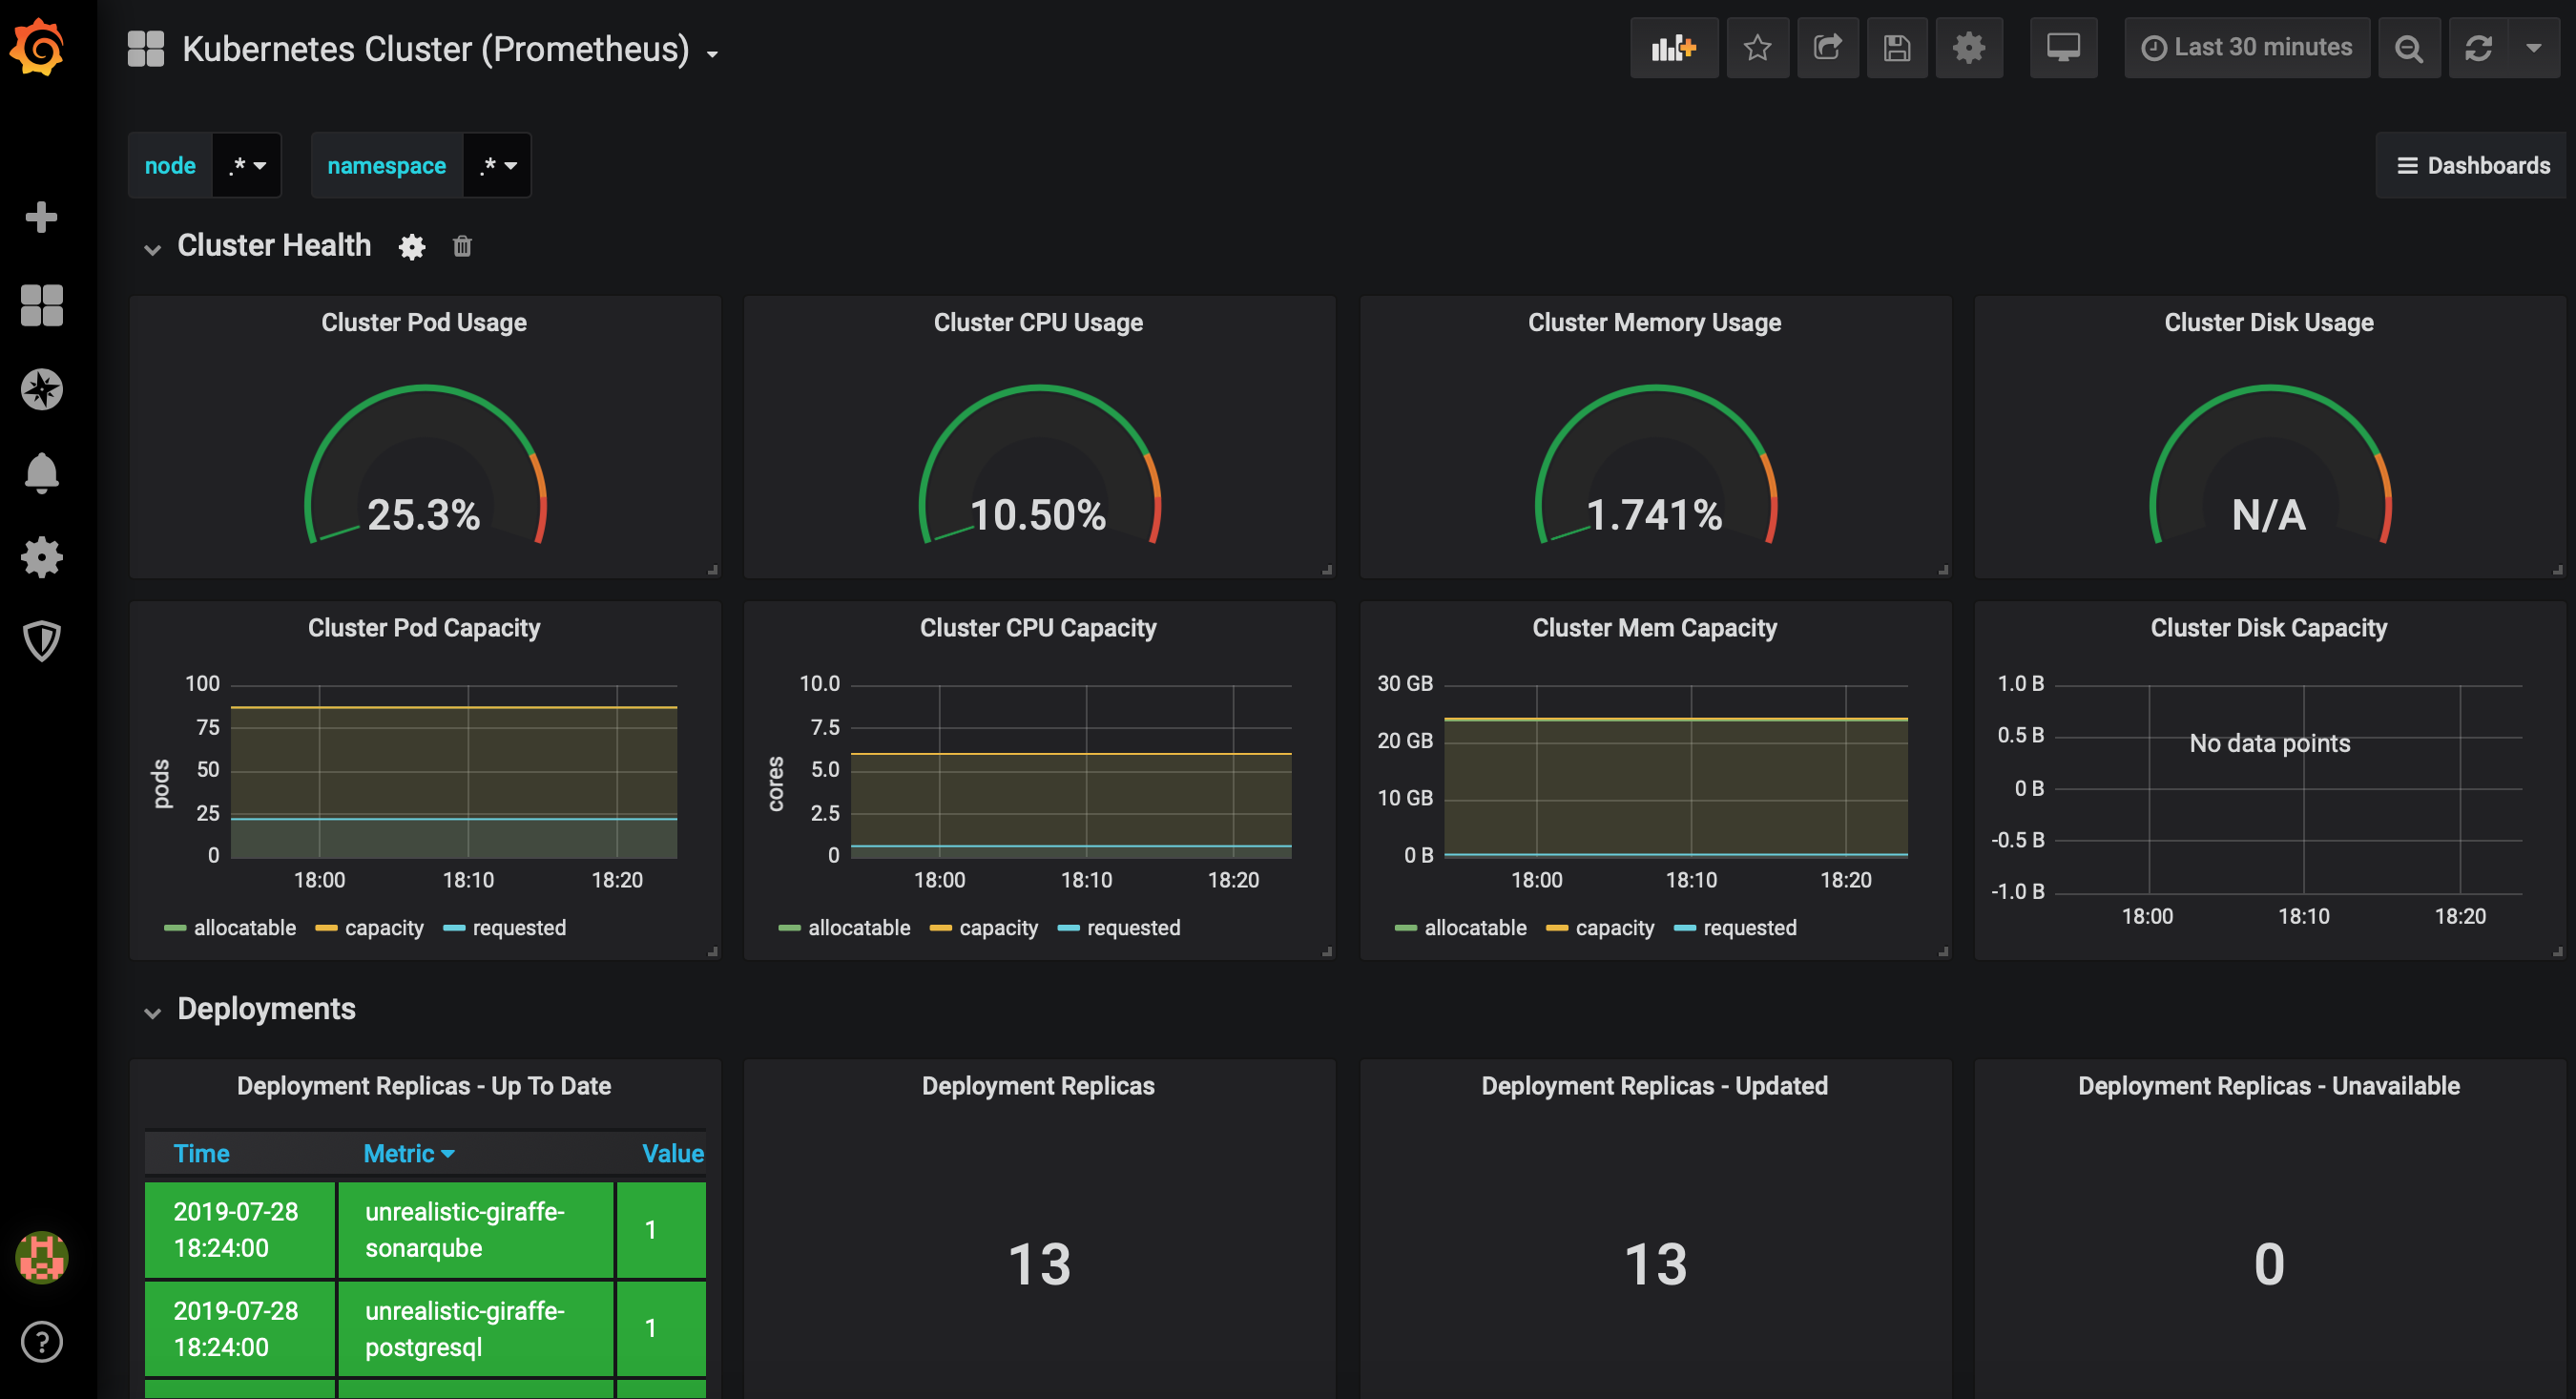 Kubernetes Cluster (Prometheus)
Last 30 minutes
node .* namespace .*
Dashboards
Cluster Health
Cluster Pod Usage
25.3%
Cluster CPU Usage
10.50%
Cluster Memory Usage
1.741%
Cluster Disk Usage
N/A
Cluster Pod Capacity
pods
100
75
50
25
0
18:00 18:10 18:20
allocatable capacity requested
Cluster CPU Capacity
cores
10.0
7.5
5.0
2.5
0
18:00 18:10 18:20
allocatable capacity requested
Cluster Mem Capacity
30 GB
20 GB
10 GB
0 B
18:00 18:10 18:20
allocatable capacity requested
Cluster Disk Capacity
1.0 B
0.5 B
No data points
0 B
-0.5 B
-1.0 B
18:00 18:10 18:20
Deployments
Deployment Replicas - Up To Date
Time Metric Value
2019-07-28 18:24:00
unrealistic-giraffe-sonarqube
1
2019-07-28 18:24:00
unrealistic-giraffe-postgresql
1
Deployment Replicas
13
Deployment Replicas - Updated
13
Deployment Replicas - Unavailable
0